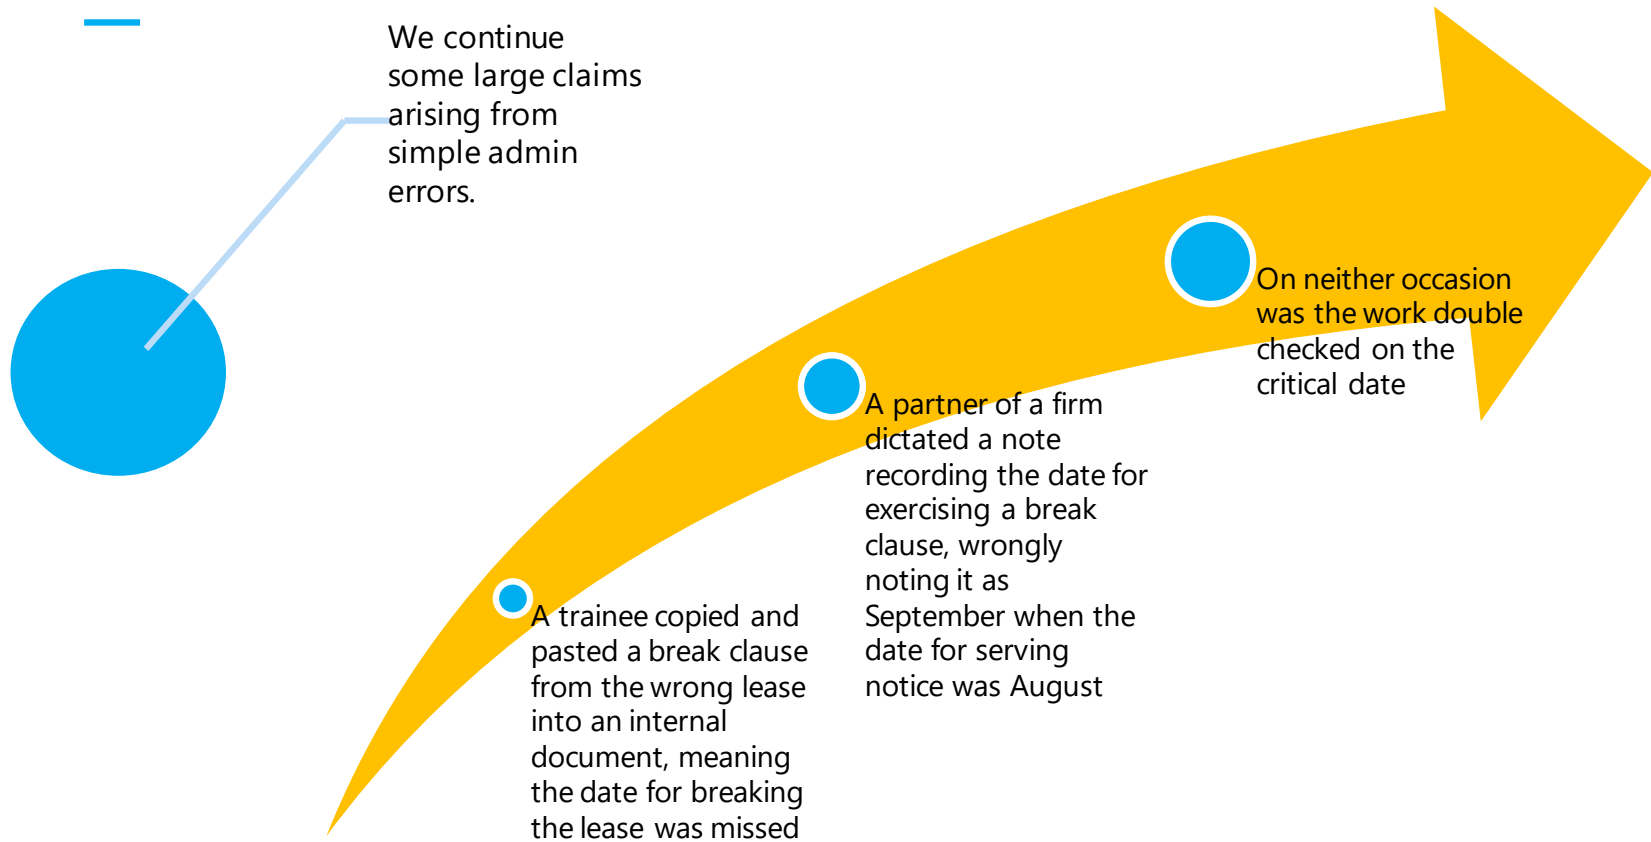 We continue
some large claims
arising from
simple admin
errors.
A trainee copied and
pasted a break clause
from the wrong lease
into an internal
document, meaning
the date for breaking
the lease was missed
A partner of a firm
dictated a note
recording the date for
exercising a break
clause, wrongly
noting it as
September when the
date for serving
notice was August
On neither occasion
was the work double
checked on the
critical date